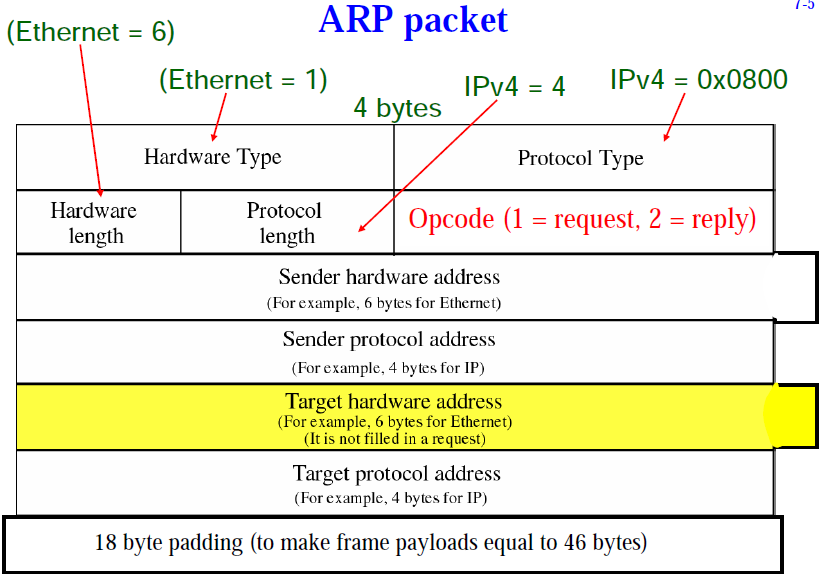 7-5
ARP packet
(Ethernet = 6)
(Ethernet = 1)
IPv4 = 4
IPv4 = 0x0800
4 bytes
Hardware Type
Protocol Type
Hardware
length
Protocol
length
Opcode (1 = request, 2 = reply)
Sender hardware address
(For example, 6 bytes for Ethernet)
Sender protocol address
(For example, 4 bytes for IP)
Target hardware address
(For example, 6 bytes for Ethernet)
(It is not filled in a request)
Target protocol address
(For example, 4 bytes for IP)
18 byte padding (to make frame payloads equal to 46 bytes)